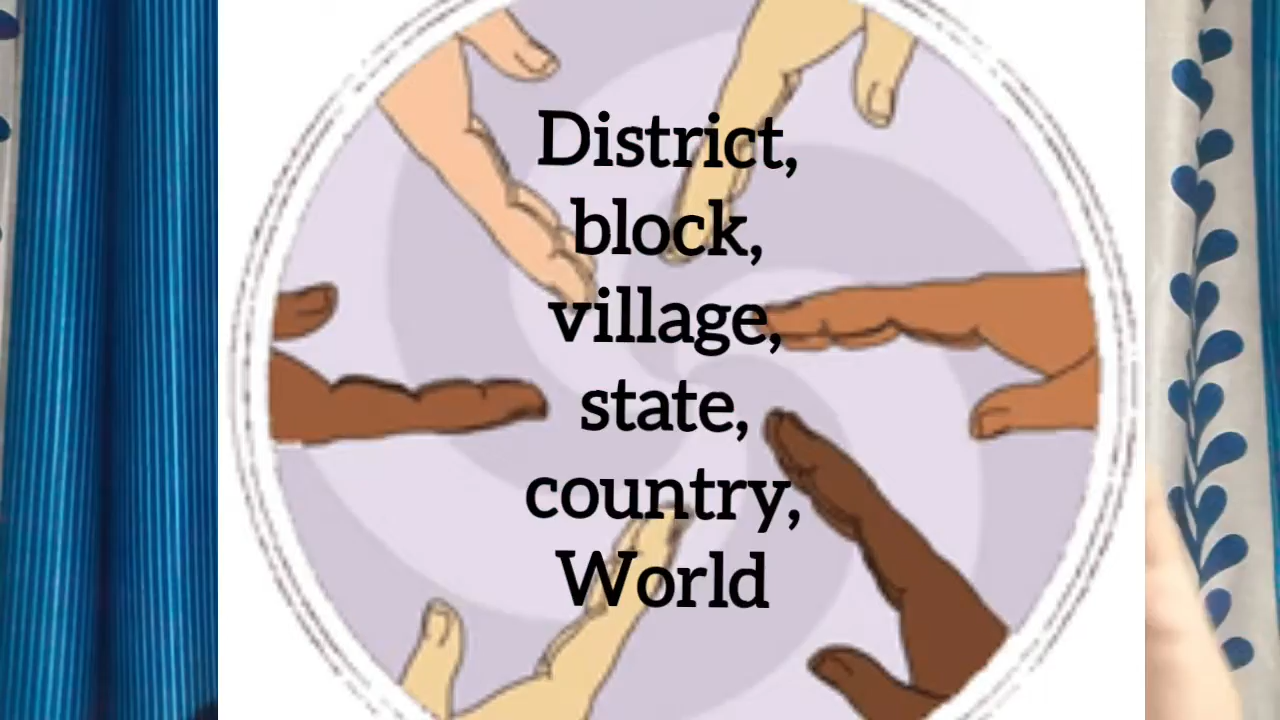 District,
block,
village,
state,
country,
World